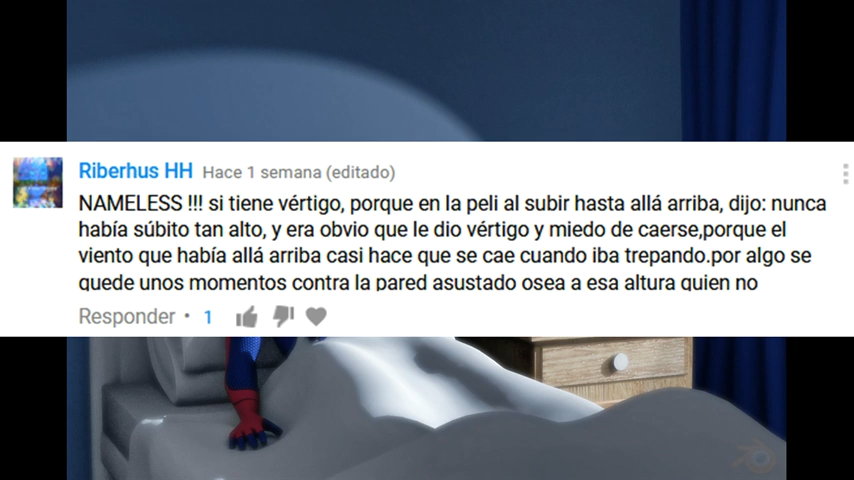 Riberhus HH Hace 1 semana (editado)
NAMELESS !!! si tiene vértigo, porque en la peli al subir hasta allá arriba, dijo: nunca
había súbito tan alto, y era obvio que le dio vértigo y miedo de caerse,porque el
viento que había allá arriba casi hace que se cae cuando iba trepando.por algo se
quede unos momentos contra la pared asustado osea a esa altura quien no
Responder • 1